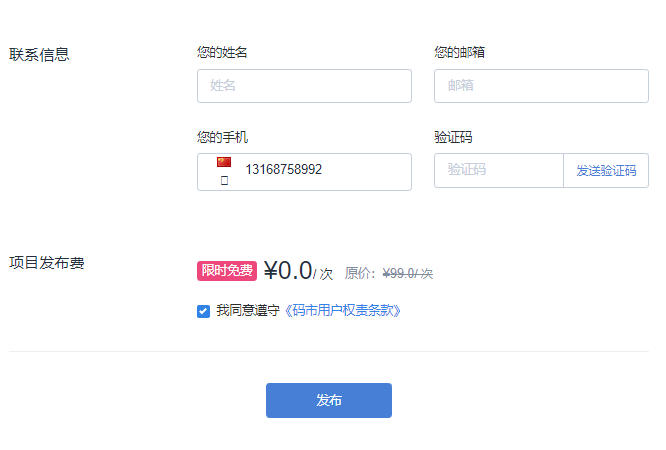 联系信息
您的姓名
您的邮箱
姓名
邮箱
您的手机
验证码
13168758992
验证码
发送验证码
项目发布费
限时免费 ¥0.0/ 次 原价：¥99.0/ 次
我同意遵守《码市用户权责条款》
发布